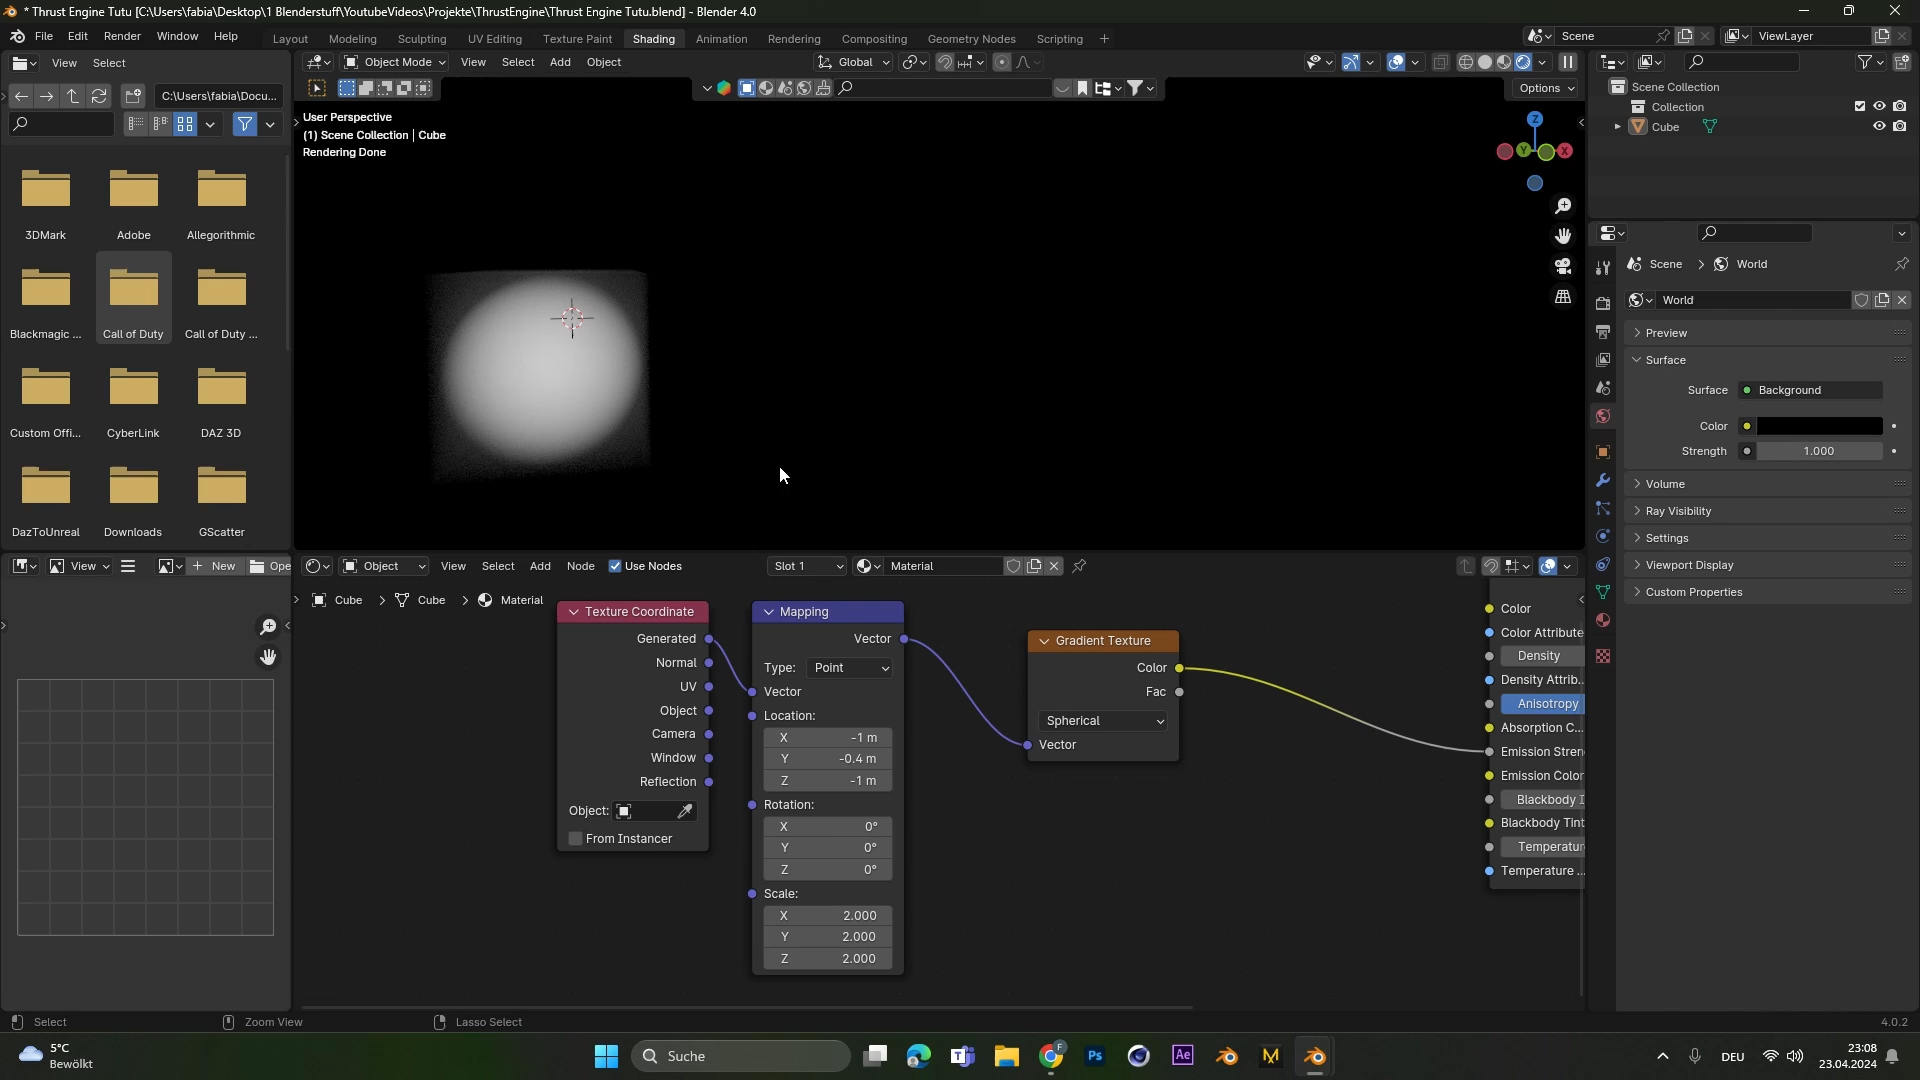 * Thrust Engine Tutu [C:\Users\fabia\Desktop\1 Blenderstuff\YoutubeVideos\Projekte\ThrustEngine\Thrust Engine Tutu.blend] - Blender 4.0
File Edit Render Window Help
Layout Modeling Sculpting UV Editing Texture Paint Shading Animation Rendering Compositing Geometry Nodes Scripting +
Scene
ViewLayer
View Select
Object Mode View Select Add Object
Global
C:\Users\fabia\Docu...
Options
User Perspective
(1) Scene Collection | Cube
Rendering Done
Z
Y
X
3DMark Adobe Allegorithmic
Blackmagic ... Call of Duty Call of Duty ...
Custom Offi... CyberLink DAZ 3D
DazToUnreal Downloads GScatter
Scene Collection
Collection
Cube
Scene > World
World
Preview
Surface
Surface Background
Color
Strength 1.000
Volume
Ray Visibility
Settings
Viewport Display
Custom Properties
View
+ New Ope
Object View Select Add Node Use Nodes
Slot 1
Material
Cube > Cube > Material
Texture Coordinate
Generated
Normal
UV
Object
Camera
Window
Reflection
Object:
From Instancer
Mapping
Vector
Type: Point
Vector
Location:
X -1 m
Y -0.4 m
Z -1 m
Rotation:
X 0°
Y 0°
Z 0°
Scale:
X 2.000
Y 2.000
Z 2.000
Gradient Texture
Color
Fac
Spherical
Vector
Color
Color Attribute
Density
Density Attrib...
Anisotropy
Absorption C...
Emission Stren
Emission Color
Blackbody I
Blackbody Tint
Temperatur
Temperature ...
Select
Zoom View
Lasso Select
4.0.2
5°C
Bewölkt
Suche
Ps
Ae
M
F
DEU
23:08
23.04.2024